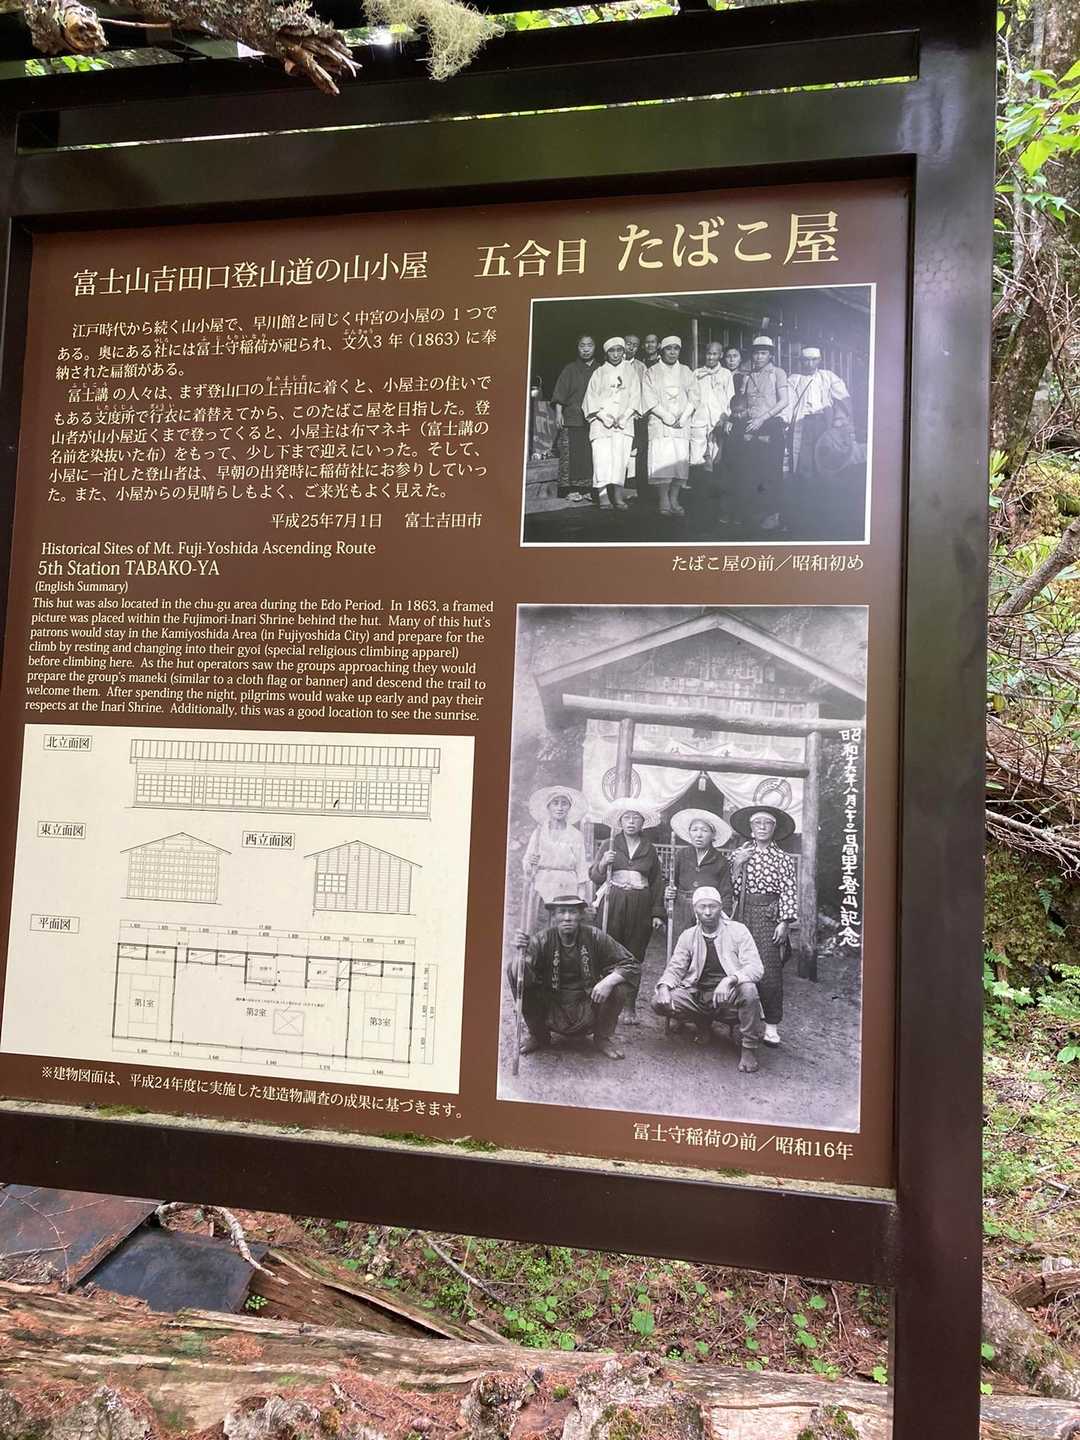 富士山吉田口登山道の山小屋 五合目 たばこ屋
江戸時代から続く山小屋で、早川館と同じく中宮の小屋の 1 つで
ある。奥にある社には富士守稲荷が祀られ、文久3 年 (1863) に奉
納された扁額がある。
富士講の人々は、まず登山口の上吉田に着くと、小屋主の住いで
もある支度所で行衣に着替えてから、このたばこ屋を目指した。登
山者が山小屋近くまで登ってくると、小屋主は布マネキ（富士講の
名前を染抜いた布）をもって、少し下まで迎えにいった。そして、
小屋に一泊した登山者は、早朝の出発時に稲荷社にお参りしていっ
た。また、小屋からの見晴らしもよく、ご来光もよく見えた。
平成25年7月1日 富士吉田市
Historical Sites of Mt. Fuji-Yoshida Ascending Route
5th Station TABAKO-YA
(English Summary)
This hut was also located in the chu-gu area during the Edo Period. In 1863, a framed
picture was placed within the Fujimori-Inari Shrine behind the hut. Many of this hut's
patrons would stay in the Kamiyoshida Area (in Fujiyoshida City) and prepare for the
climb by resting and changing into their gyoi (special religious climbing apparel)
before climbing here. As the hut operators saw the groups approaching they would
prepare the group's maneki (similar to a cloth flag or banner) and descend the trail to
welcome them. After spending the night, pilgrims would wake up early and pay their
respects at the Inari Shrine. Additionally, this was a good location to see the sunrise.
北立面図
東立面図
西立面図
平面図
第1室
第2室
第3室
※建物図面は、平成24年度に実施した建造物調査の成果に基づきます。
たばこ屋の前／昭和初め
昭和十六年八月二十三日富士登山記念
冨士守稲荷の前／昭和16年